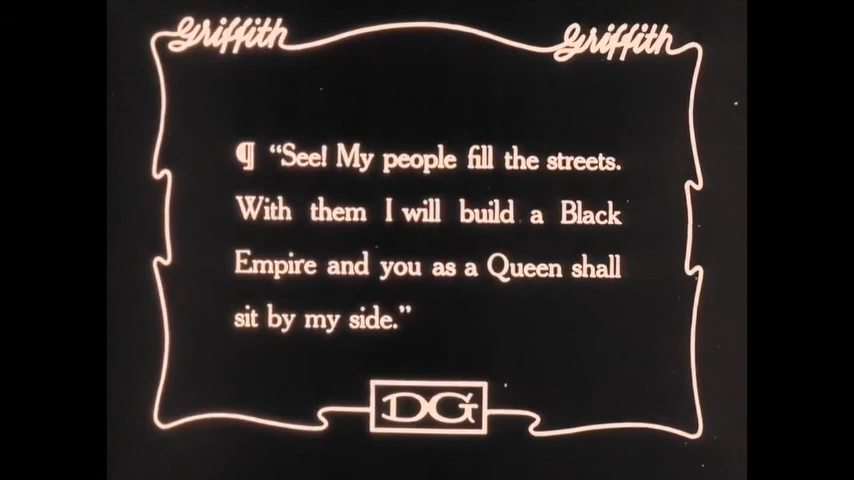 Griffith Griffith
¶ “See! My people fill the streets.
With them I will build a Black
Empire and you as a Queen shall
sit by my side.”
DG